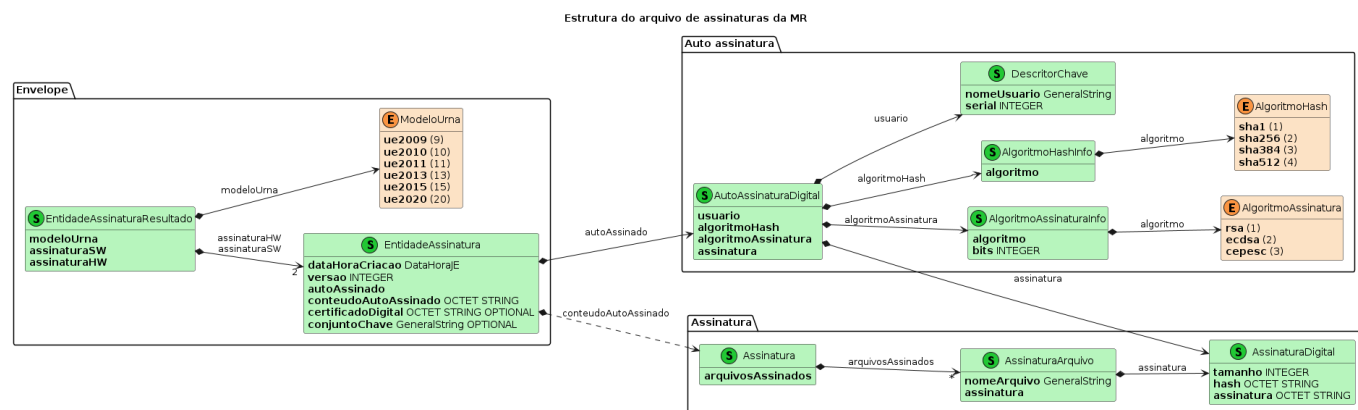 Estrutura do arquivo de assinaturas da MR
Envelope
E ModeloUrna
ue2009 (9)
ue2010 (10)
ue2011 (11)
ue2013 (13)
ue2015 (15)
ue2020 (20)
modeloUrna
S EntidadeAssinaturaResultado
modeloUrna
assinaturaSW
assinaturaHW
assinaturaHW
assinaturaSW
2
S EntidadeAssinatura
dataHoraCriacao DataHoraJE
versao INTEGER
autoAssinado
conteudoAutoAssinado OCTET STRING
certificadoDigital OCTET STRING OPTIONAL
conjuntoChave GeneralString OPTIONAL
autoAssinado
conteudoAutoAssinado
Auto assinatura
S DescritorChave
nomeUsuario GeneralString
serial INTEGER
usuario
S AlgoritmoHashInfo
algoritmo
algoritmo
E AlgoritmoHash
sha1 (1)
sha256 (2)
sha384 (3)
sha512 (4)
algoritmoHash
S AutoAssinaturaDigital
usuario
algoritmoHash
algoritmoAssinatura
assinatura
algoritmoAssinatura
S AlgoritmoAssinaturaInfo
algoritmo
bits INTEGER
algoritmo
E AlgoritmoAssinatura
rsa (1)
ecdsa (2)
cepesc (3)
assinatura
Assinatura
S Assinatura
arquivosAssinados
arquivosAssinados
*
S AssinaturaArquivo
nomeArquivo GeneralString
assinatura
assinatura
S AssinaturaDigital
tamanho INTEGER
hash OCTET STRING
assinatura OCTET STRING